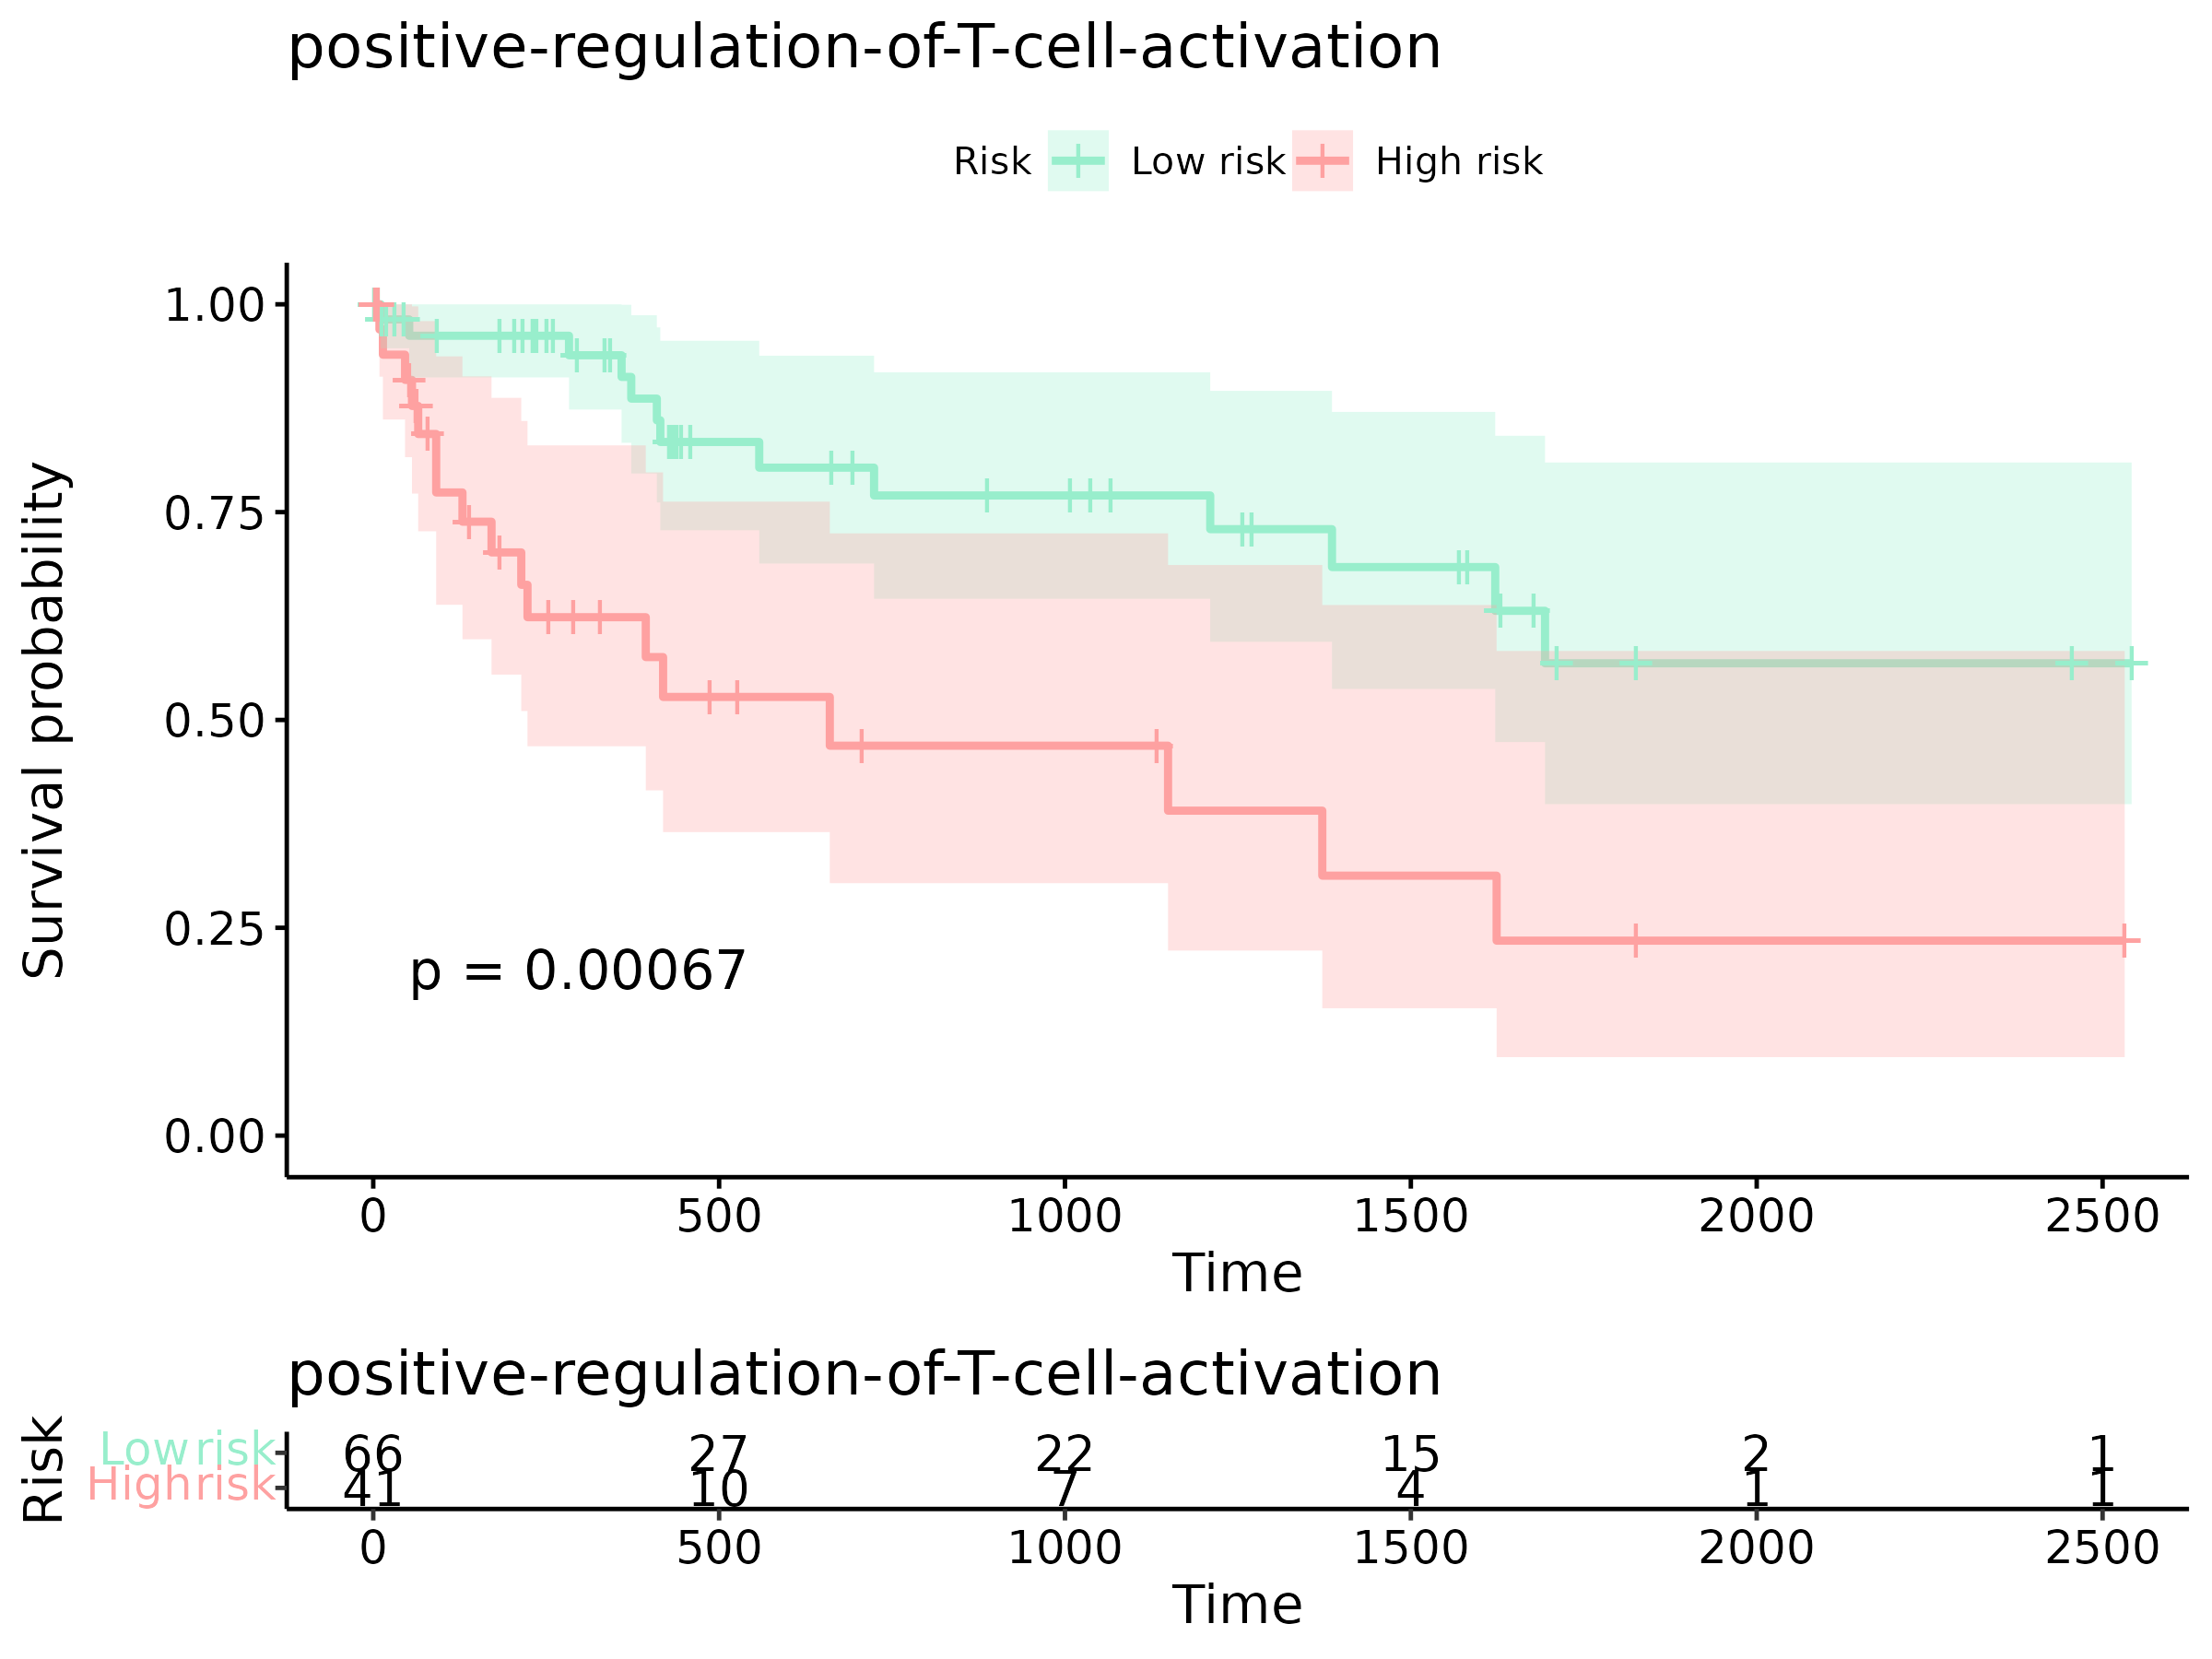 positive-regulation-of-T-cell-activation
Risk Low risk High risk
Survival probability
1.00
0.75
0.50
0.25
0.00
p = 0.00067
0 500 1000 1500 2000 2500
Time
positive-regulation-of-T-cell-activation
Risk
Low risk 66 27 22 15 2 1
High risk 41 10 7 4 1 1
0 500 1000 1500 2000 2500
Time